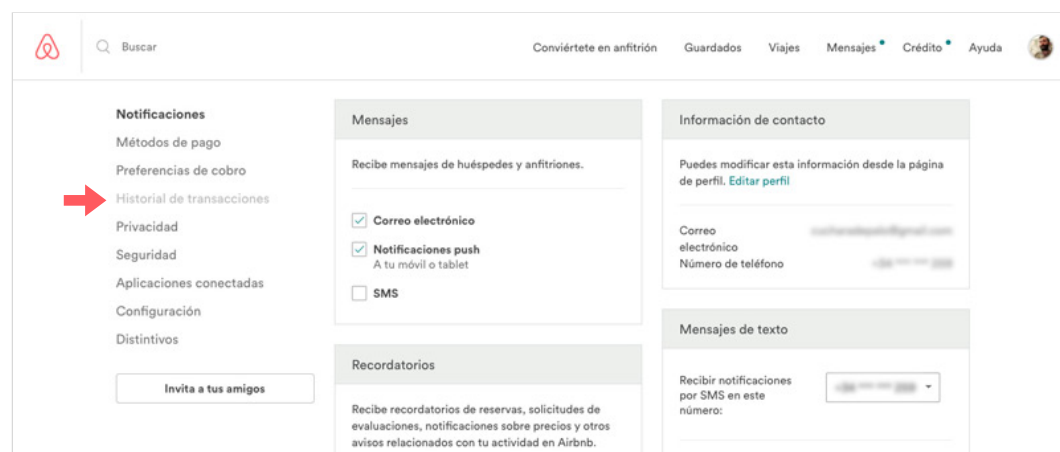 Buscar
Conviértete en anfitrión
Guardados
Viajes
Mensajes
Crédito
Ayuda
Notificaciones
Métodos de pago
Preferencias de cobro
Historial de transacciones
Privacidad
Seguridad
Aplicaciones conectadas
Configuración
Distintivos
Invita a tus amigos
Mensajes
Recibe mensajes de huéspedes y anfitriones.
Correo electrónico
Notificaciones push
A tu móvil o tablet
SMS
Recordatorios
Recibe recordatorios de reservas, solicitudes de
evaluaciones, notificaciones sobre precios y otros
avisos relacionados con tu actividad en Airbnb.
Información de contacto
Puedes modificar esta información desde la página
de perfil. Editar perfil
Correo
electrónico
Número de teléfono
Mensajes de texto
Recibir notificaciones
por SMS en este
número: